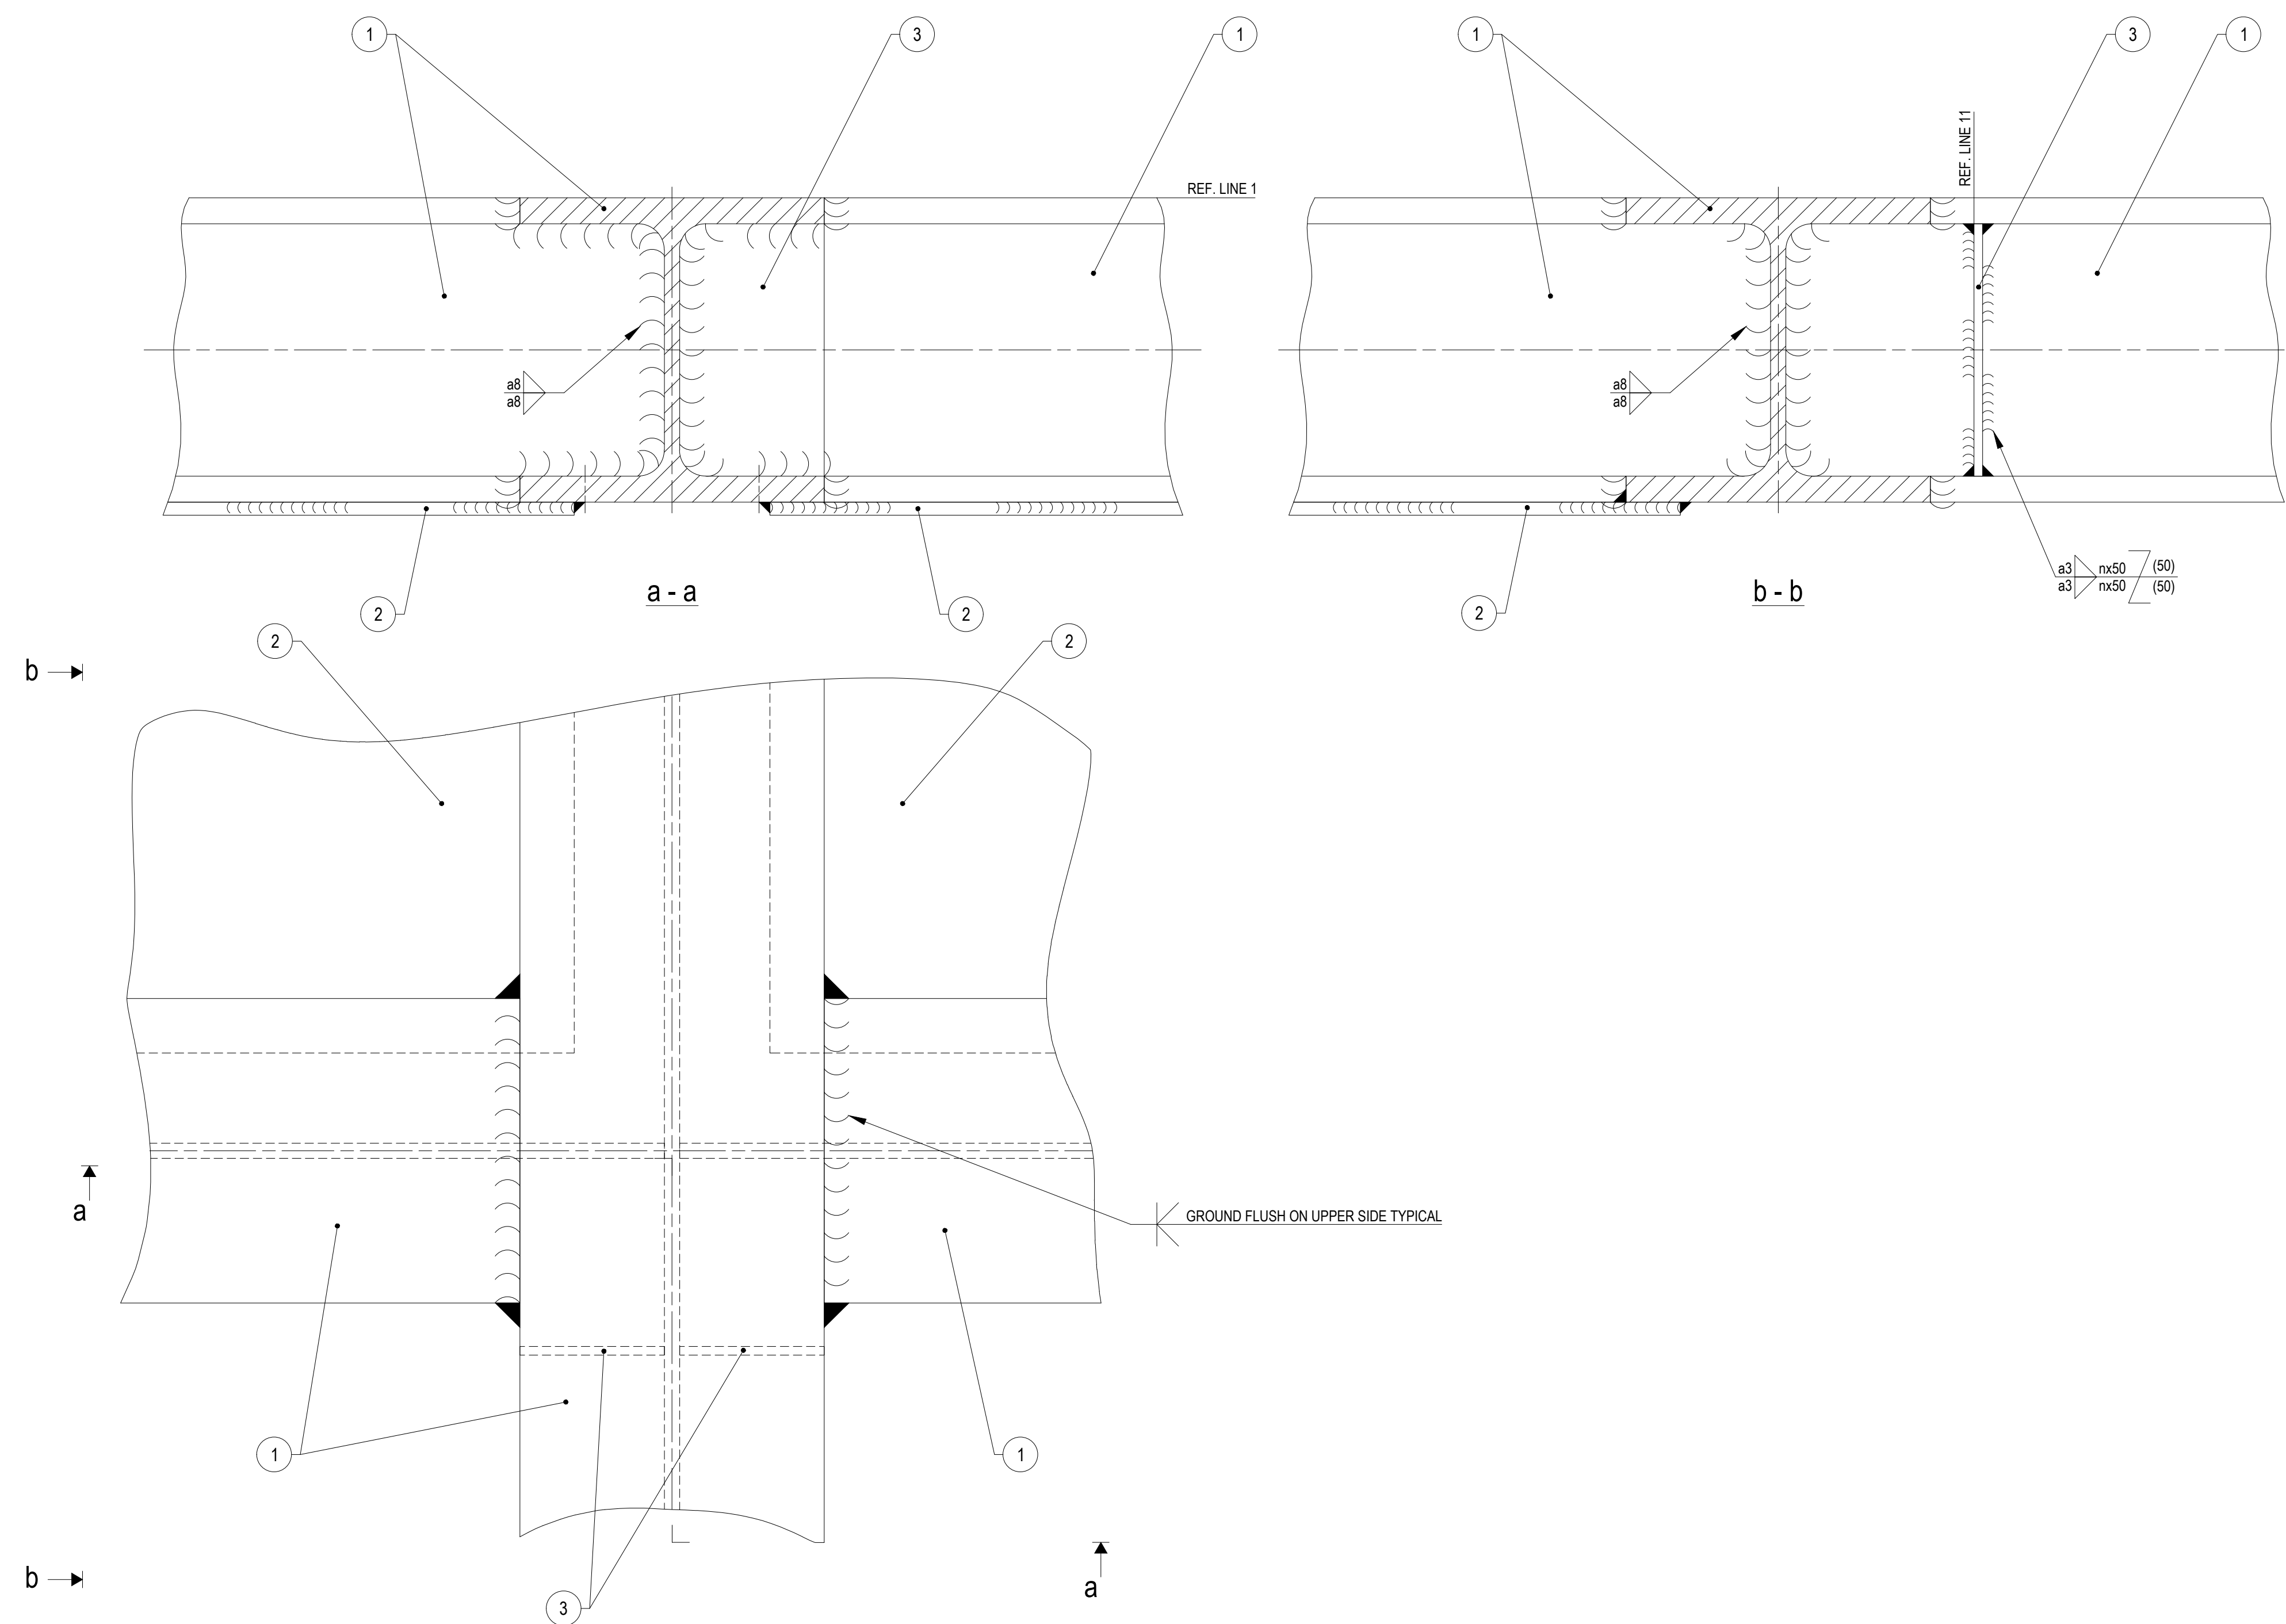 1
3
1
1
3
1
REF. LINE 1
REF. LINE 11
a8
a8
a8
a8
a3 nx50 (50)
a3 nx50 (50)
2
a - a
2
2
b - b
2
2
b
a
GROUND FLUSH ON UPPER SIDE TYPICAL
1
1
b
3
a